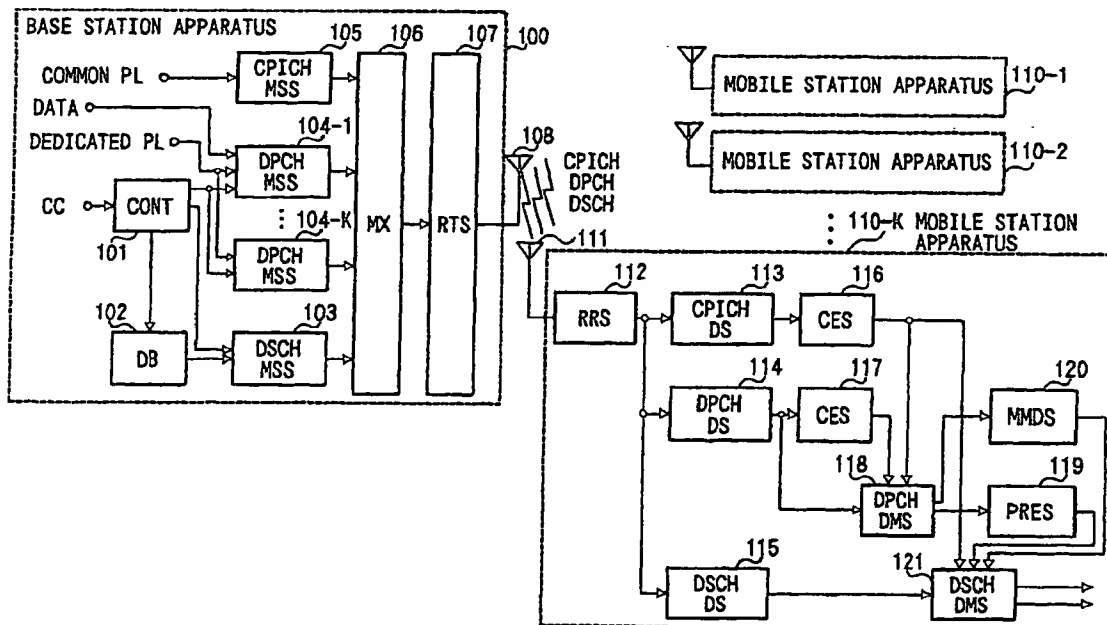 BASE STATION APPARATUS
105
106
107
100
COMMON PL
CPICH
MSS
DATA
DEDICATED PL
104-1
DPCH
MSS
CC
CONT
101
104-K
DPCH
MSS
102
DB
103
DSCH
MSS
MX
RTS
108
CPICH
DPCH
DSCH
111
MOBILE STATION APPARATUS
110-1
MOBILE STATION APPARATUS
110-2
110-K MOBILE STATION
APPARATUS
112
RRS
113
CPICH
DS
116
CES
114
DPCH
DS
117
CES
120
MMDS
118
DPCH
DMS
119
PRES
115
DSCH
DS
121
DSCH
DMS